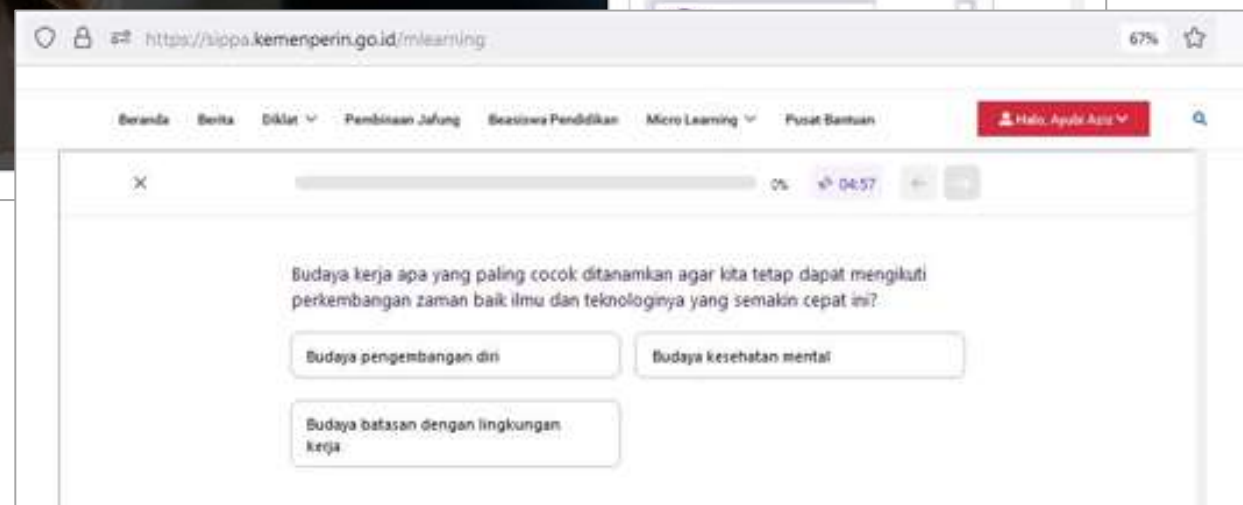 https://sippa.kemenperin.go.id/mlearning
67%
Beranda Berita Diklat Pembinaan Jafung Beasiswa Pendidikan Micro Learning Pusat Bantuan Halo, Ayubi Aziz
0% 04:57
Budaya kerja apa yang paling cocok ditanamkan agar kita tetap dapat mengikuti
perkembangan zaman baik ilmu dan teknologinya yang semakin cepat ini?
Budaya pengembangan diri
Budaya kesehatan mental
Budaya batasan dengan lingkungan
kerja